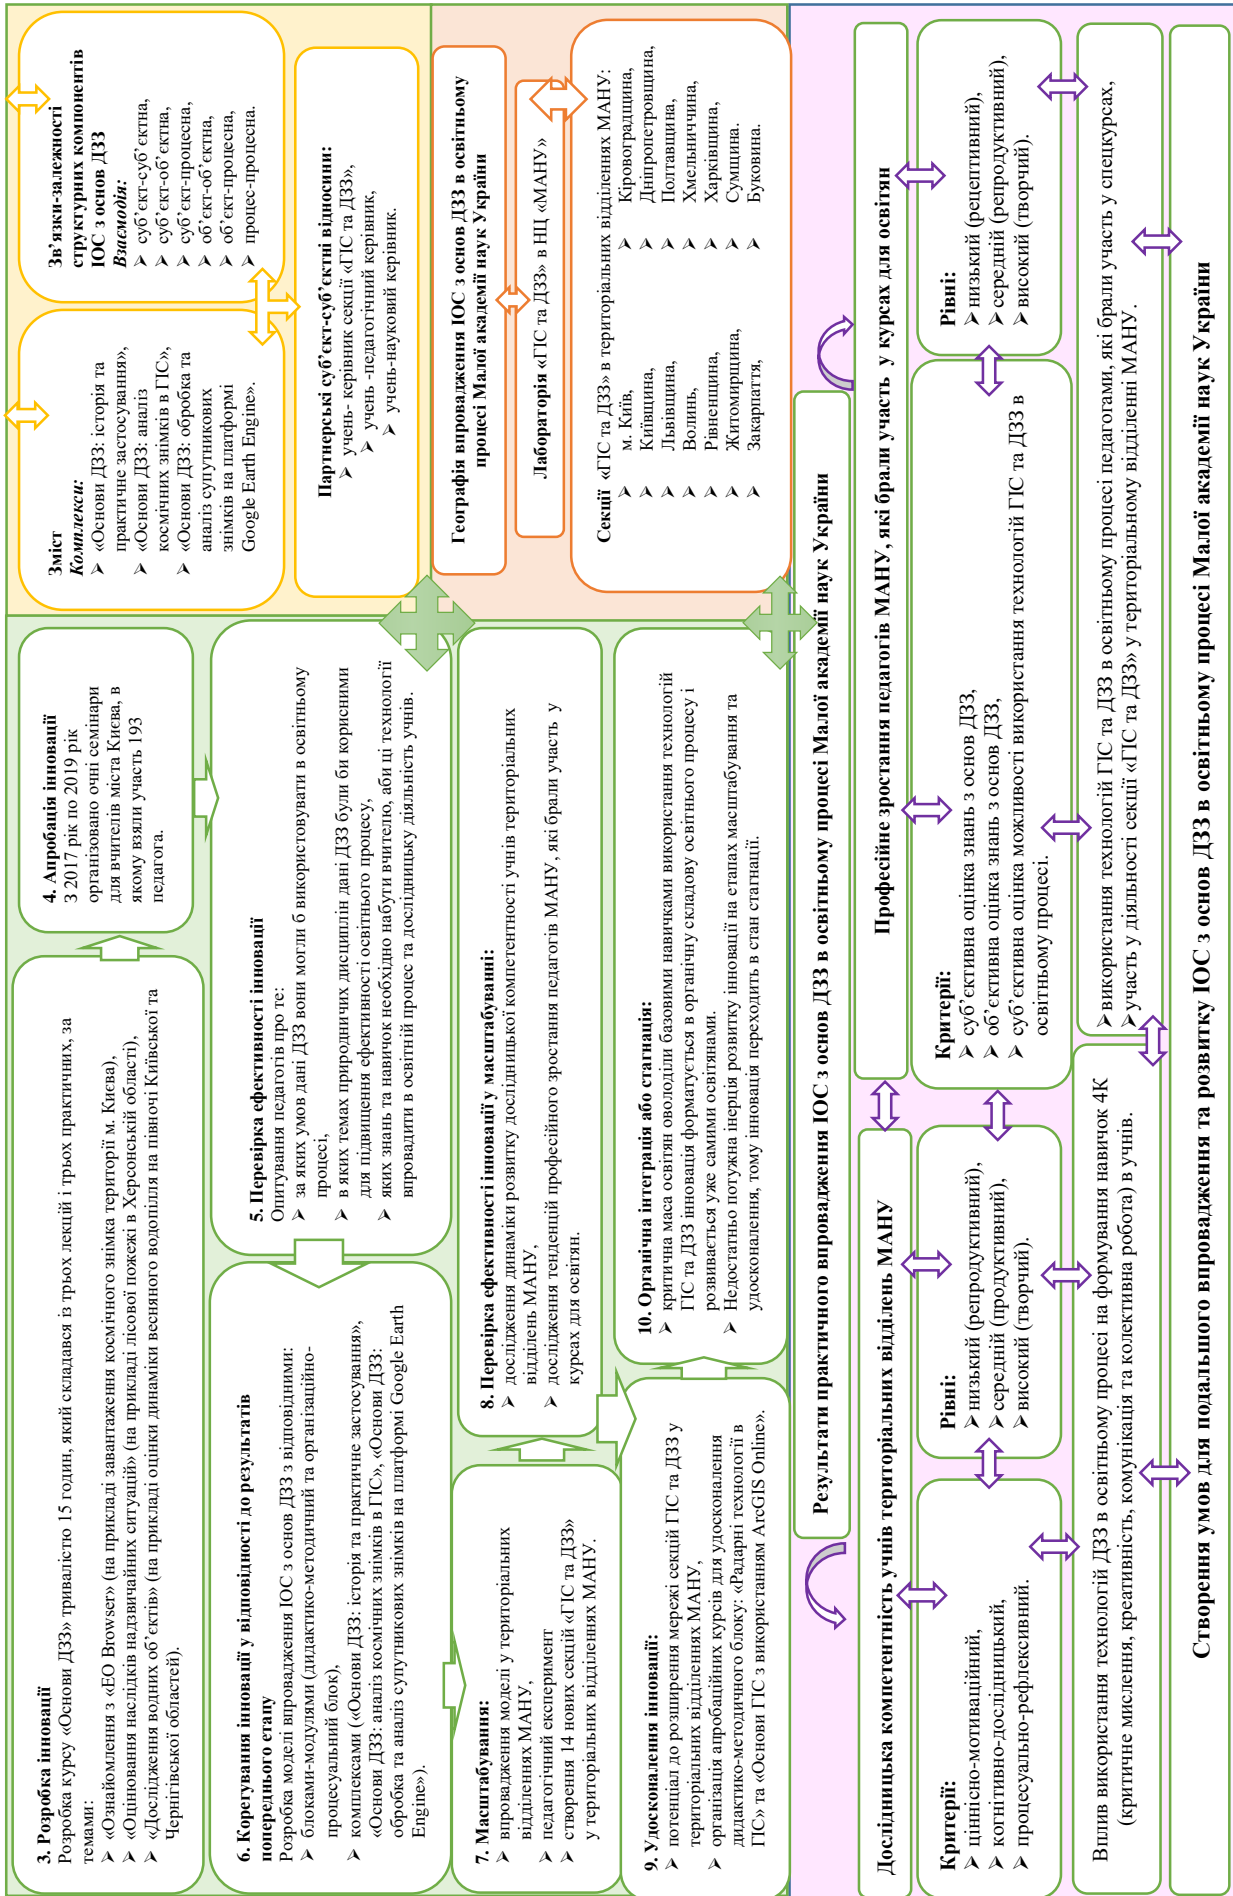 3. Розробка інновації
Розробка курсу «Основи ДЗЗ» тривалістю 15 годин, який складався із трьох лекцій і трьох практичних, за
темами:
➤ «Ознайомлення з «EO Browser» (на прикладі завантаження космічного знімка території м. Києва),
➤ «Оцінювання наслідків надзвичайних ситуацій» (на прикладі лісової пожежі в Херсонській області),
➤ «Дослідження водних об’єктів» (на прикладі оцінки динаміки весняного водопілля на півночі Київської та
Чернігівської областей).
4. Апробація інновації
З 2017 рік по 2019 рік
організовано очні семінари
для вчителів міста Києва, в
якому взяли участь 193
педагога.
Зміст
Комплекси:
➤ «Основи ДЗЗ: історія та
практичне застосування»,
➤ «Основи ДЗЗ: аналіз
космічних знімків в ГІС»,
➤ «Основи ДЗЗ: обробка та
аналіз супутникових
знімків на платформі
Google Earth Engine».
Зв’язки-залежності
структурних компонентів
ІОС з основ ДЗЗ
Взаємодія:
➤ суб’єкт-суб’єктна,
➤ суб’єкт-об’єктна,
➤ суб’єкт-процесна,
➤ об’єкт-об’єктна,
➤ об’єкт-процесна,
➤ процес-процесна.
6. Корегування інновації у відповідності до результатів
попереднього етапу
Розробка моделі впровадження ІОС з основ ДЗЗ з відповідними:
➤ блоками-модулями (дидактико-методичний та організаційно-
процесуальний блок),
➤ комплексами («Основи ДЗЗ: історія та практичне застосування»,
«Основи ДЗЗ: аналіз космічних знімків в ГІС», «Основи ДЗЗ:
обробка та аналіз супутникових знімків на платформі Google Earth
Engine»).
5. Перевірка ефективності інновації
Опитування педагогів про те:
➤ за яких умов дані ДЗЗ вони могли б використовувати в освітньому
процесі,
➤ в яких темах природничих дисциплін дані ДЗЗ були би корисними
для підвищення ефективності освітнього процесу,
➤ яких знань та навичок необхідно набути вчителю, аби ці технології
впровадити в освітній процес та дослідницьку діяльність учнів.
Партнерські суб’єкт-суб’єктні відносини:
➤ учень- керівник секції «ГІС та ДЗЗ»,
➤ учень -педагогічний керівник,
➤ учень-науковий керівник.
7. Масштабування:
➤ впровадження моделі у територіальних
відділеннях МАНУ,
➤ педагогічний експеримент
➤ створення 14 нових секцій «ГІС та ДЗЗ»
у територіальних відділеннях МАНУ.
8. Перевірка ефективності інновації у масштабуванні:
➤ дослідження динаміки розвитку дослідницької компетентності учнів територіальних
відділень МАНУ,
➤ дослідження тенденцій професійного зростання педагогів МАНУ, які брали участь у
курсах для освітян.
Географія впровадження ІОС з основ ДЗЗ в освітньому
процесі Малої академії наук України
Лабораторія «ГІС та ДЗЗ» в НЦ «МАНУ»
Секції «ГІС та ДЗЗ» в територіальних відділеннях МАНУ:
➤ м. Київ,
➤ Київщина,
➤ Львівщина,
➤ Волинь,
➤ Рівненщина,
➤ Житомирщина,
➤ Закарпаття,
➤ Кіровоградщина,
➤ Дніпропетровщина,
➤ Полтавщина,
➤ Хмельниччина,
➤ Харківщина,
➤ Сумщина.
➤ Буковина.
9. Удосконалення інновації:
➤ потенціал до розширення мережі секцій ГІС та ДЗЗ у
територіальних відділеннях МАНУ,
➤ організація апробаційних курсів для удосконалення
дидактико-методичного блоку: «Радарні технології в
ГІС» та «Основи ГІС з використанням ArcGIS Online».
10. Органічна інтеграція або стагнація:
➤ критична маса освітян оволоділи базовими навичками використання технологій
ГІС та ДЗЗ інновація форматується в органічну складову освітнього процесу і
розвивається уже самими освітянами.
➤ Недостатньо потужна інерція розвитку інновації на етапах масштабування та
удосконалення, тому інновація переходить в стан стагнації.
Результати практичного впровадження ІОС з основ ДЗЗ в освітньому процесі Малої академії наук України
Дослідницька компетентність учнів територіальних відділень МАНУ
Професійне зростання педагогів МАНУ, які брали участь у курсах для освітян
Критерії:
➤ ціннісно-мотиваційний,
➤ когнітивно-дослідницький,
➤ процесуально-рефлексивний.
Рівні:
➤ низький (репродуктивний),
➤ середній (продуктивний),
➤ високий (творчий).
Критерії:
➤ суб’єктивна оцінка знань з основ ДЗЗ,
➤ об’єктивна оцінка знань з основ ДЗЗ,
➤ суб’єктивна оцінка можливості використання технологій ГІС та ДЗЗ в
освітньому процесі.
Рівні:
➤ низький (рецептивний),
➤ середній (репродуктивний),
➤ високий (творчий).
Вплив використання технологій ДЗЗ в освітньому процесі на формування навичок 4К
(критичне мислення, креативність, комунікація та колективна робота) в учнів.
➤ використання технологій ГІС та ДЗЗ в освітньому процесі педагогами, які брали участь у спецкурсах,
➤ участь у діяльності секції «ГІС та ДЗЗ» у територіальному відділенні МАНУ.
Створення умов для подальшого впровадження та розвитку ІОС з основ ДЗЗ в освітньому процесі Малої академії наук України